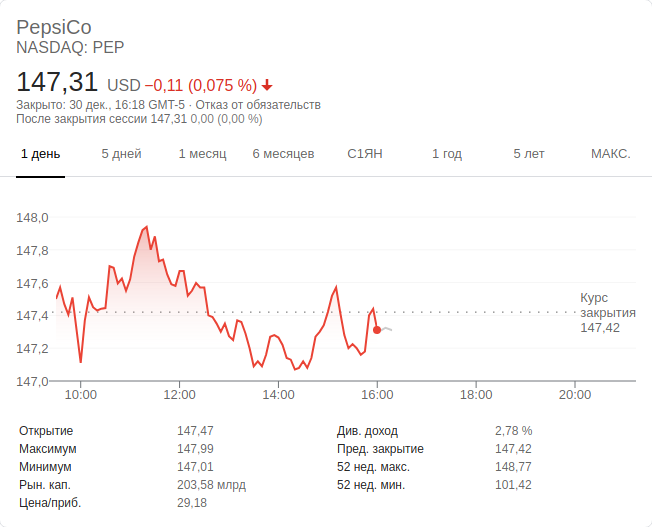 PepsiCo
NASDAQ: PEP
147,31 USD −0,11 (0,075 %)
Закрыто: 30 дек., 16:18 GMT-5 · Отказ от обязательств
После закрытия сессии 147,31 0,00 (0,00 %)
1 день 5 дней 1 месяц 6 месяцев С1ЯН 1 год 5 лет МАКС.
148,0
147,8
147,6
147,4
147,2
147,0
Курс
закрытия
147,42
10:00 12:00 14:00 16:00 18:00 20:00
Открытие 147,47 Див. доход 2,78 %
Максимум 147,99 Пред. закрытие 147,42
Минимум 147,01 52 нед. макс. 148,77
Рын. кап. 203,58 млрд 52 нед. мин. 101,42
Цена/приб. 29,18